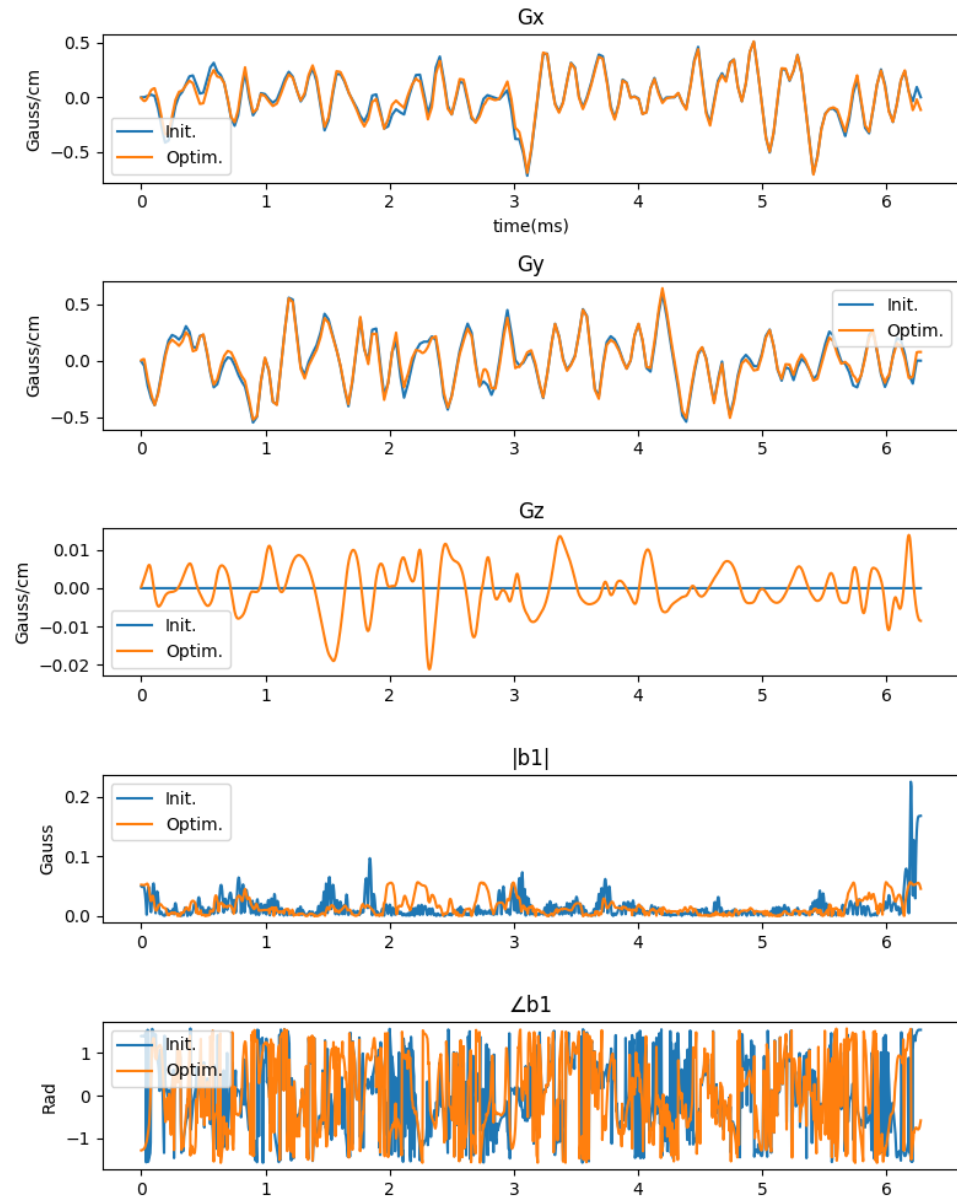 Gx
Gauss/cm
0.5
0.0
−0.5
Init.
Optim.
0 1 2 3 4 5 6
time(ms)
Gy
Gauss/cm
0.5
0.0
−0.5
Init.
Optim.
0 1 2 3 4 5 6
Gz
Gauss/cm
0.01
0.00
−0.01
−0.02
Init.
Optim.
0 1 2 3 4 5 6
|b1|
Gauss
0.2
0.1
0.0
Init.
Optim.
0 1 2 3 4 5 6
∠b1
Rad
1
0
−1
Init.
Optim.
0 1 2 3 4 5 6